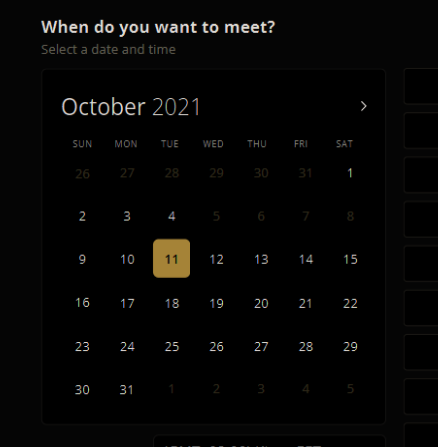 When do you want to meet?
Select a date and time
October 2021 >
SUN MON TUE WED THU FRI SAT
26 27 28 29 30 31 1
2 3 4 5 6 7 8
9 10 11 12 13 14 15
16 17 18 19 20 21 22
23 24 25 26 27 28 29
30 31 1 2 3 4 5